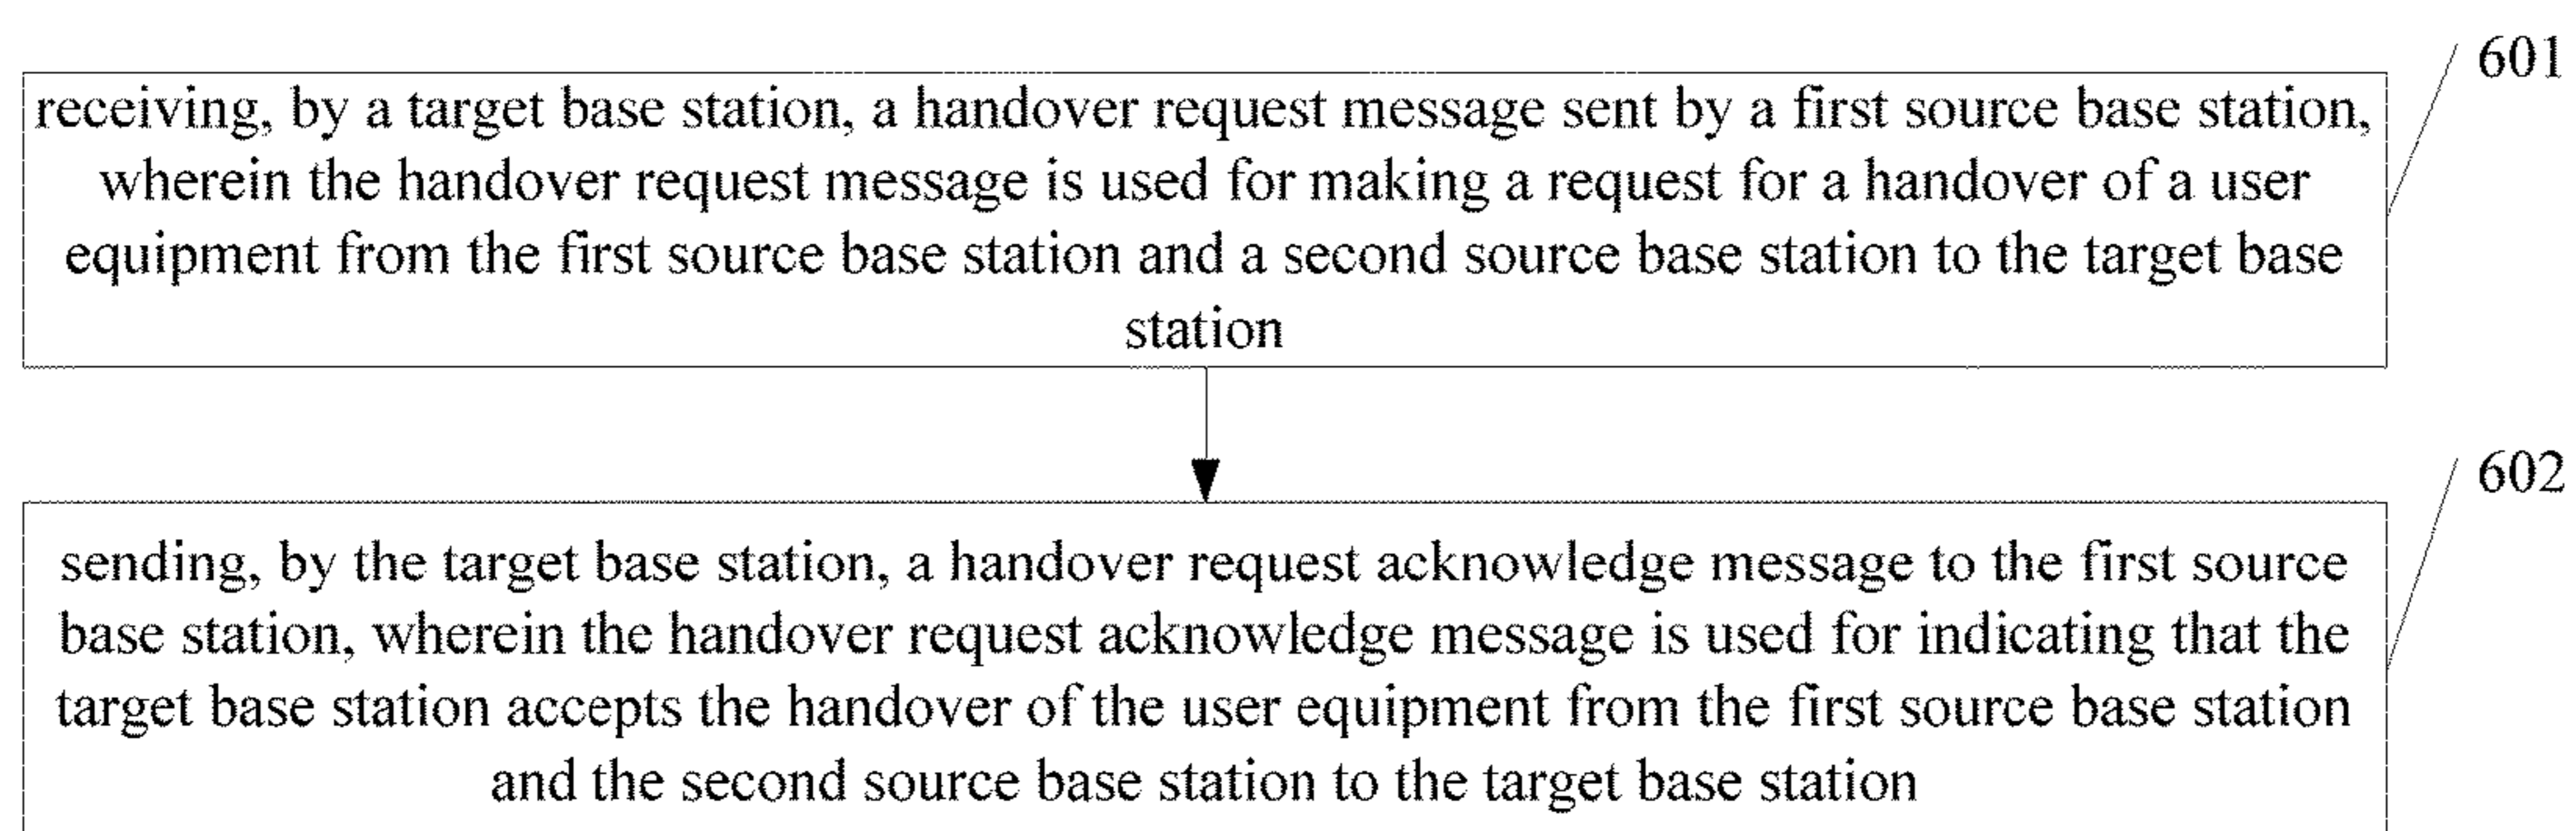 601
receiving, by a target base station, a handover request message sent by a first source base station,
wherein the handover request message is used for making a request for a handover of a user
equipment from the first source base station and a second source base station to the target base
station
602
sending, by the target base station, a handover request acknowledge message to the first source
base station, wherein the handover request acknowledge message is used for indicating that the
target base station accepts the handover of the user equipment from the first source base station
and the second source base station to the target base station